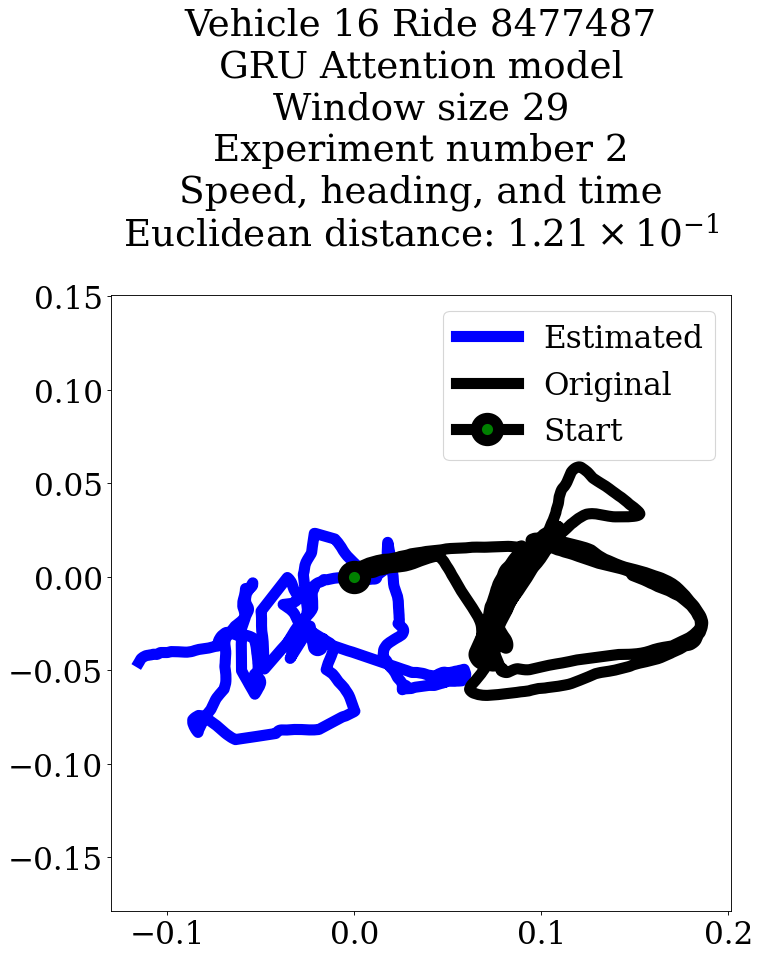 Vehicle 16 Ride 8477487
GRU Attention model
Window size 29
Experiment number 2
Speed, heading, and time
Euclidean distance: 1.21 × 10⁻¹
Estimated
Original
Start
0.15
0.10
0.05
0.00
−0.05
−0.10
−0.15
−0.1
0.0
0.1
0.2